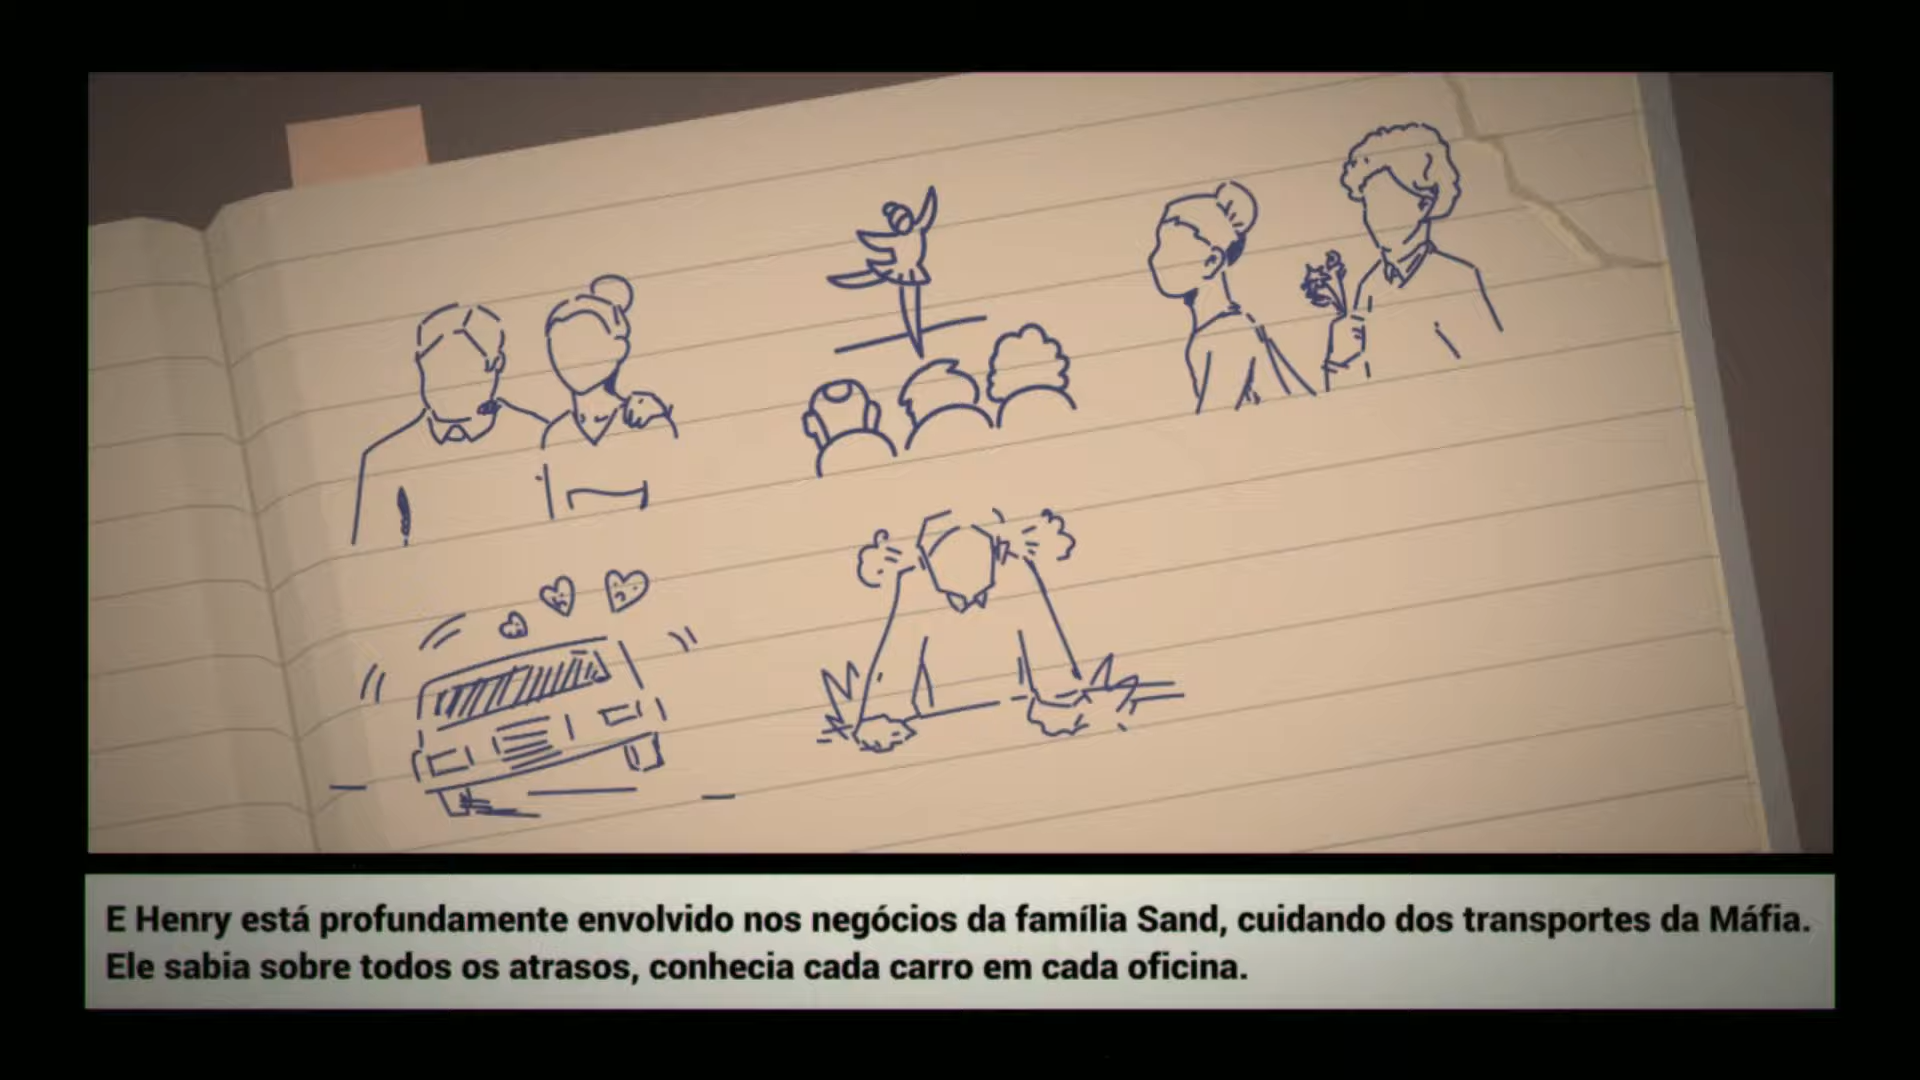 E Henry está profundamente envolvido nos negócios da família Sand, cuidando dos transportes da Máfia.
Ele sabia sobre todos os atrasos, conhecia cada carro em cada oficina.